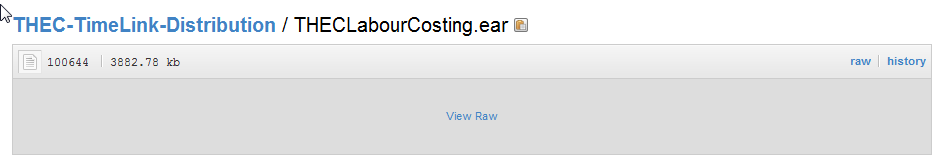 THEC-TimeLink-Distribution / THECLabourCosting.ear
100644 3882.78 kb raw history
View Raw